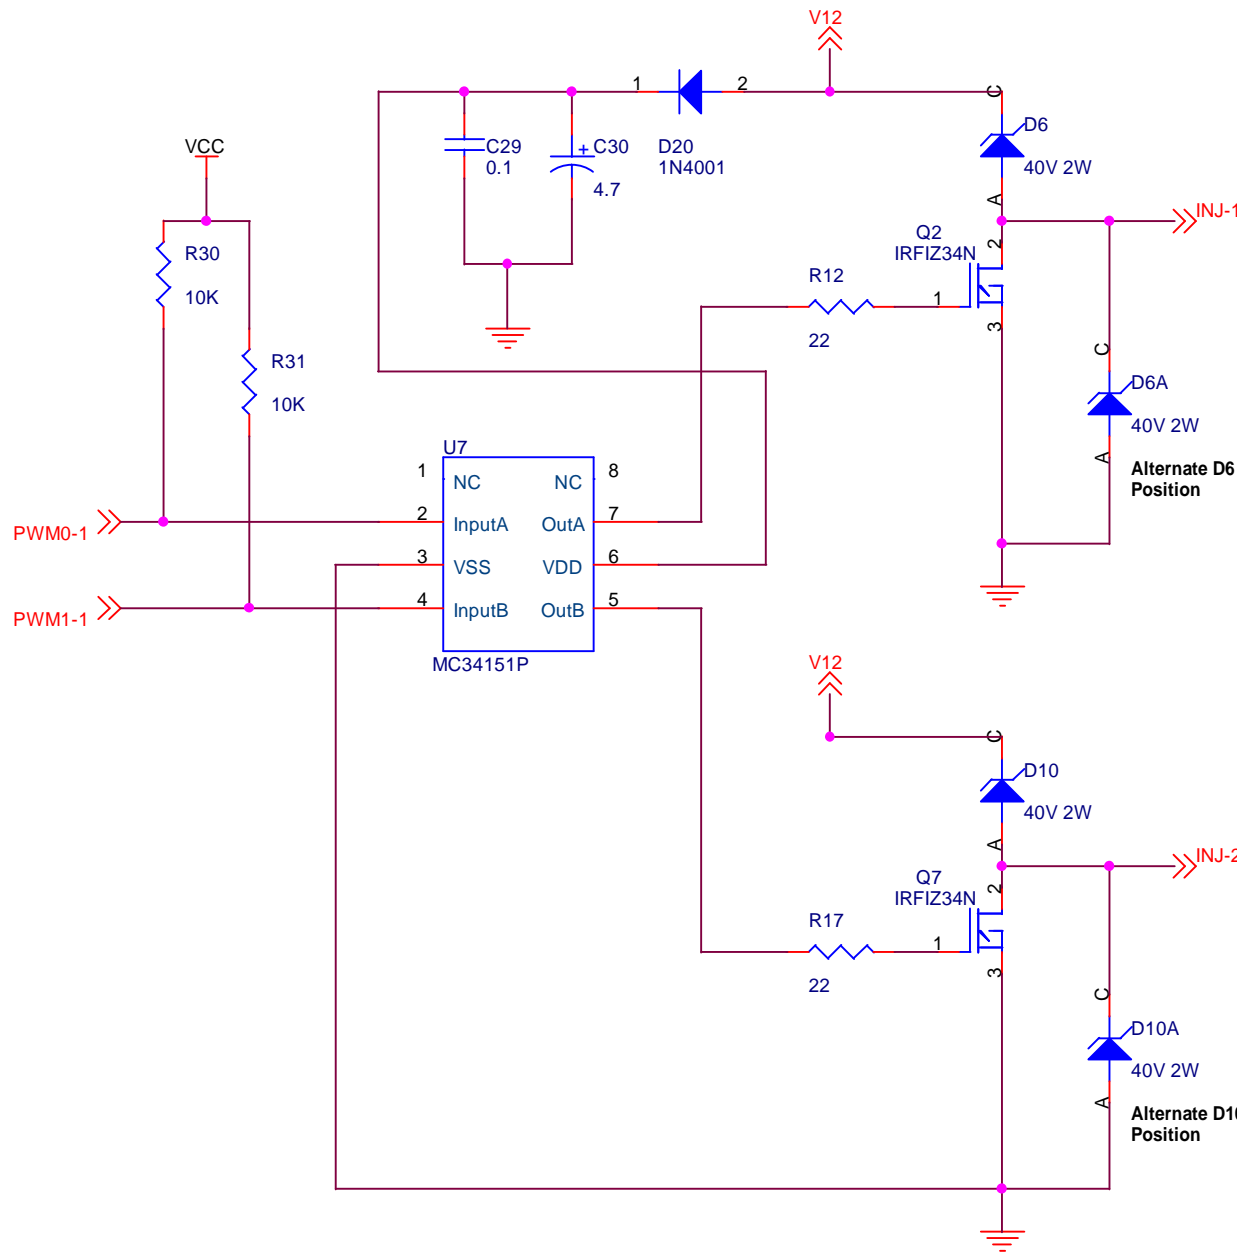 V12
C
1
2
D6
C29
0.1
+
C30
4.7
D20
1N4001
40V 2W
VCC
A
INJ-1
Q2
IRFIZ34N
2
R30
10K
R12
1
22
3
R31
10K
C
D6A
40V 2W
A
Alternate D6
Position
U7
1
NC
NC
8
PWM0-1
2
InputA
OutA
7
3
VSS
VDD
6
PWM1-1
4
InputB
OutB
5
MC34151P
V12
C
D10
40V 2W
A
INJ-2
Q7
IRFIZ34N
2
R17
1
22
3
C
D10A
40V 2W
A
Alternate D10
Position